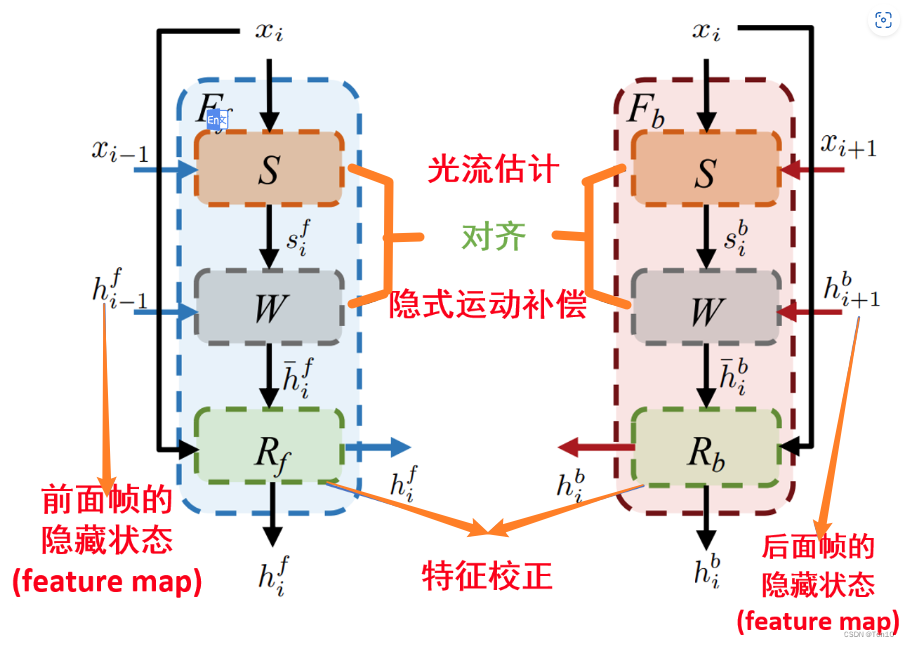 x_i
x_i
F_f
En文
F_b
x_{i-1}
S
光流估计
S
x_{i+1}
s_i^f
对齐
s_i^b
h_{i-1}^f
W
隐式运动补偿
W
h_{i+1}^b
\bar{h}_i^f
\bar{h}_i^b
R_f
R_b
h_i^f
h_i^b
前面帧的
隐藏状态
(feature map)
h_i^f
特征校正
h_i^b
后面帧的
隐藏状态
(feature map)